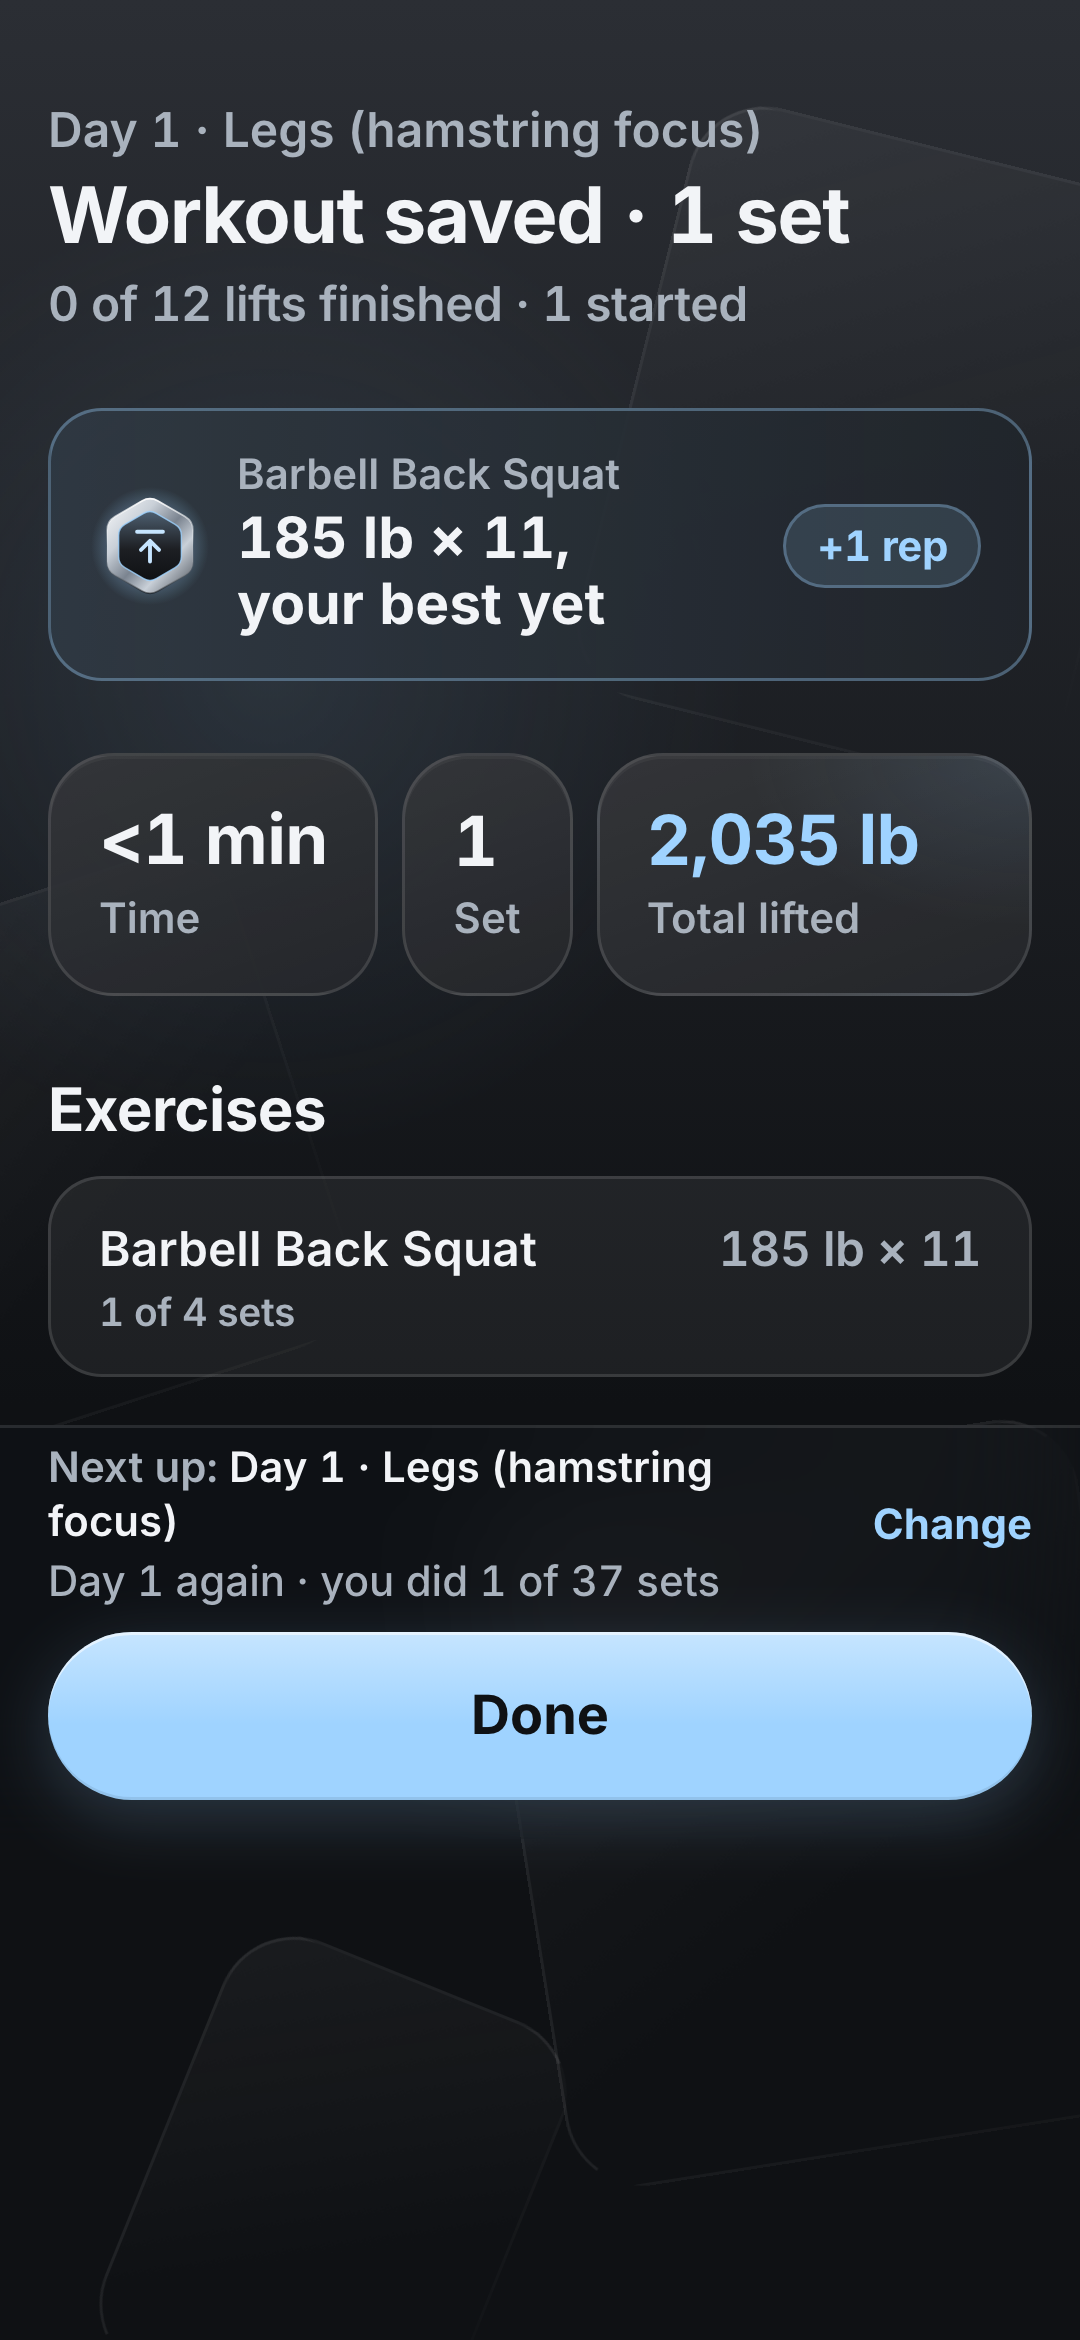 Day 1 · Legs (hamstring focus)
Workout saved · 1 set
0 of 12 lifts finished · 1 started
Barbell Back Squat
185 lb × 11,
your best yet
+1 rep
<1 min
Time
1
Set
2,035 lb
Total lifted
Exercises
Barbell Back Squat
185 lb × 11
1 of 4 sets
Next up: Day 1 · Legs (hamstring
focus)
Change
Day 1 again · you did 1 of 37 sets
Done